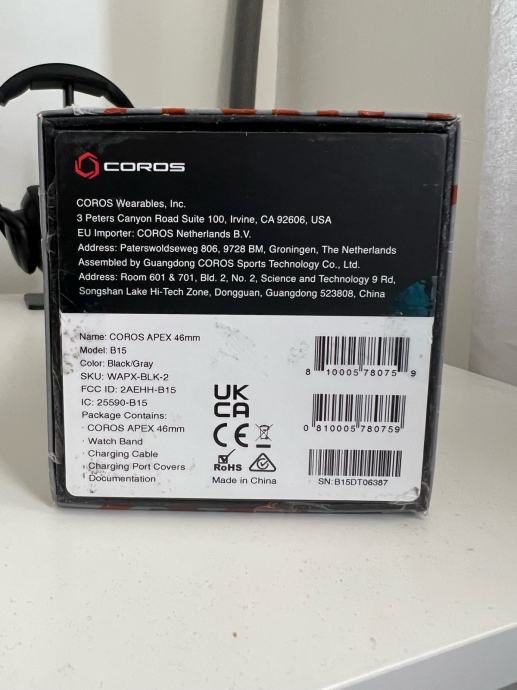 COROS
COROS Wearables, Inc.
3 Peters Canyon Road Suite 100, Irvine, CA 92606, USA
EU Importer: COROS Netherlands B.V.
Address: Paterswoldseweg 806, 9728 BM, Groningen, The Netherlands
Assembled by Guangdong COROS Sports Technology Co., Ltd.
Address: Room 601 & 701, Bld. 2, No. 2, Science and Technology 9 Rd,
Songshan Lake Hi-Tech Zone, Dongguan, Guangdong 523808, China
Name: COROS APEX 46mm
Model: B15
Color: Black/Gray
SKU: WAPX-BLK-2
FCC ID: 2AEHH-B15
IC: 25590-B15
Package Contains:
· COROS APEX 46mm
· Watch Band
· Charging Cable
· Charging Port Covers
· Documentation
UK
CA
CE
RoHS
Made in China
8 10005 78075 9
0 810005 780759
SN:B15DT06387